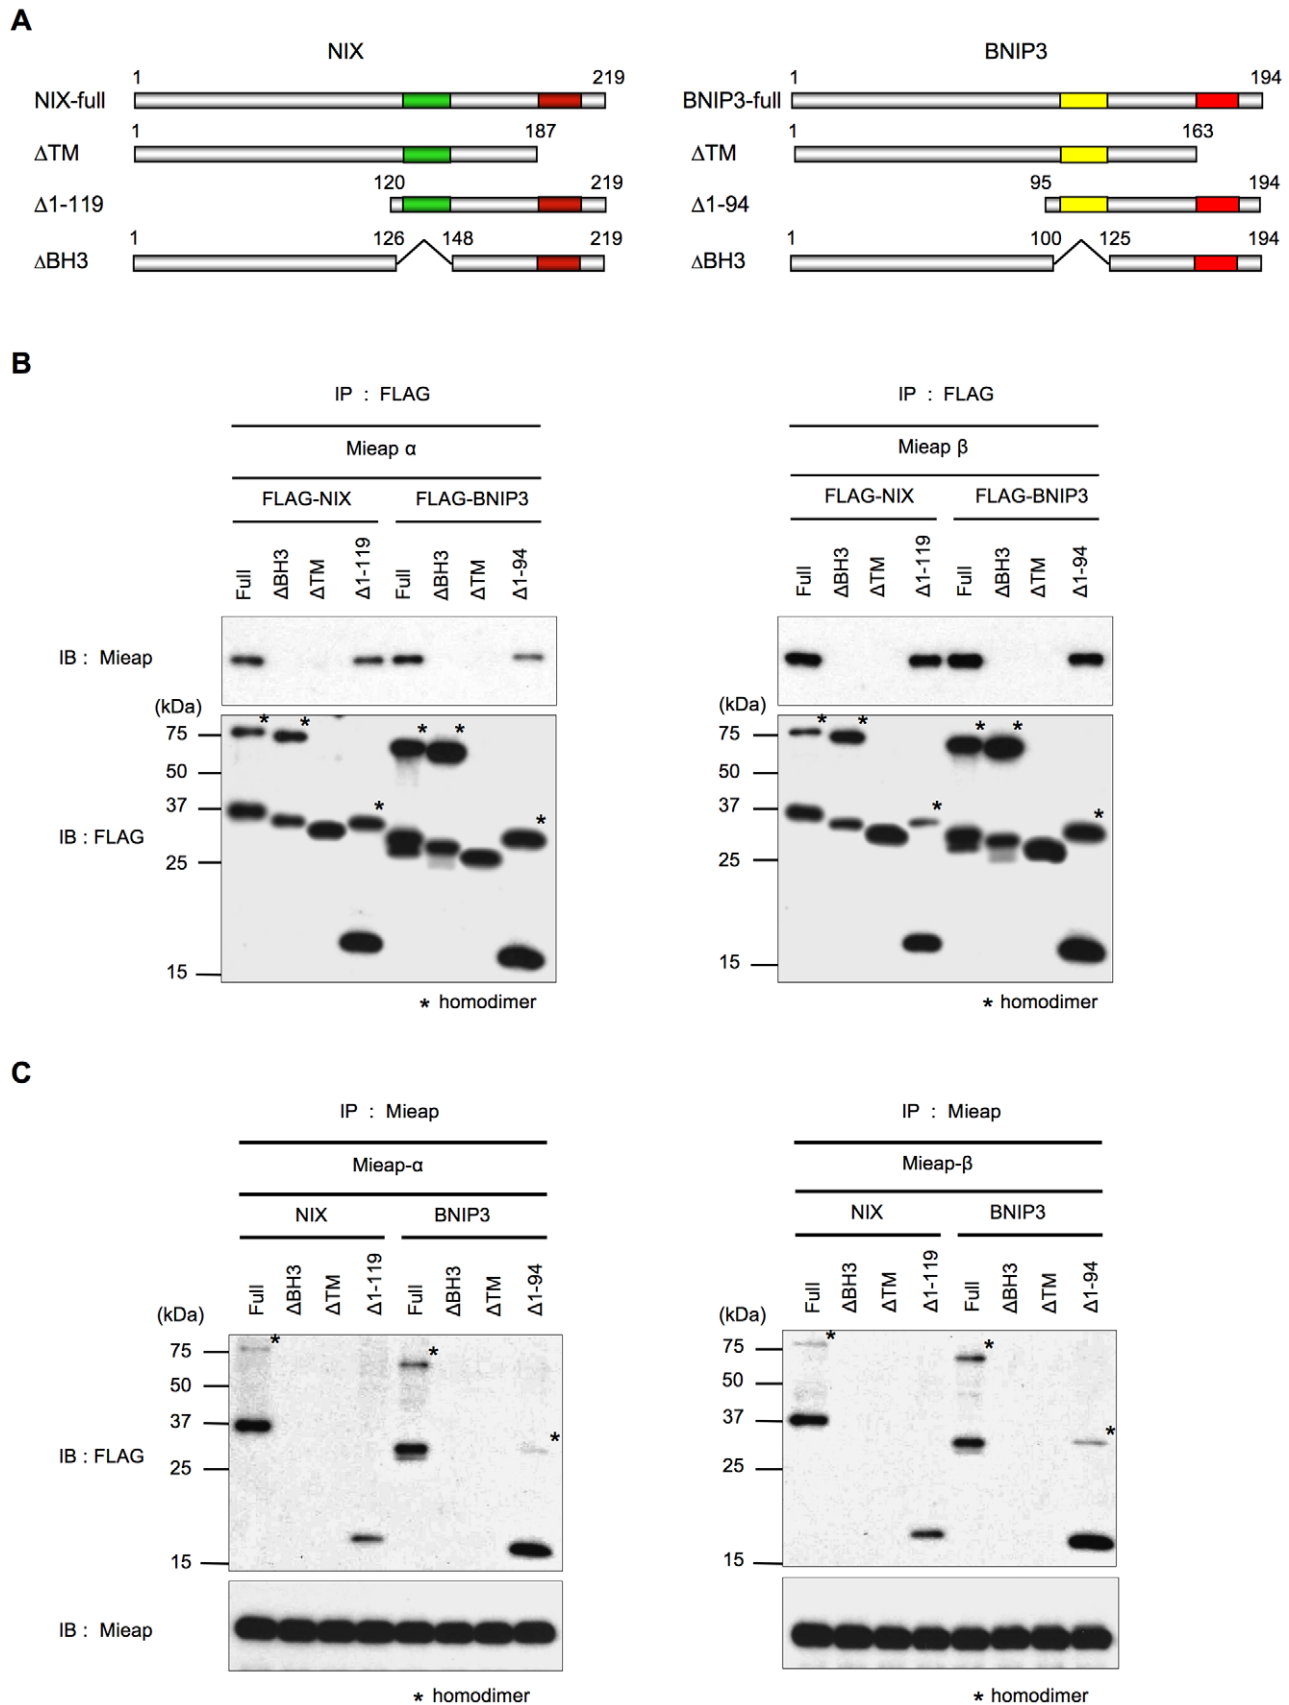 A
NIX
BNIP3
1 219
NIX-full
1 194
BNIP3-full
1 187
ΔTM
1 163
ΔTM
120 219
Δ1-119
95 194
Δ1-94
1 126 148 219
ΔBH3
1 100 125 194
ΔBH3
B
IP : FLAG
Mieap α
FLAG-NIX FLAG-BNIP3
Full ΔBH3 ΔTM Δ1-119 Full ΔBH3 ΔTM Δ1-94
IB : Mieap
(kDa)
75
50
37
IB : FLAG
25
15
* * * * * *
* homodimer
IP : FLAG
Mieap β
FLAG-NIX FLAG-BNIP3
Full ΔBH3 ΔTM Δ1-119 Full ΔBH3 ΔTM Δ1-94
(kDa)
75
50
37
25
15
* * * * * *
* homodimer
C
IP : Mieap
Mieap-α
NIX BNIP3
Full ΔBH3 ΔTM Δ1-119 Full ΔBH3 ΔTM Δ1-94
(kDa)
75
50
37
IB : FLAG
25
15
* * *
IB : Mieap
* homodimer
IP : Mieap
Mieap-β
NIX BNIP3
Full ΔBH3 ΔTM Δ1-119 Full ΔBH3 ΔTM Δ1-94
(kDa)
75
50
37
25
15
* * *
* homodimer